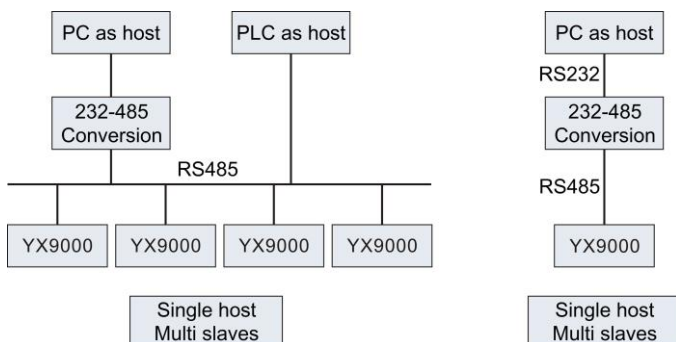 PC as host
PLC as host
232-485
Conversion
RS485
YX9000
YX9000
YX9000
YX9000
Single host
Multi slaves
PC as host
RS232
232-485
Conversion
RS485
YX9000
Single host
Multi slaves